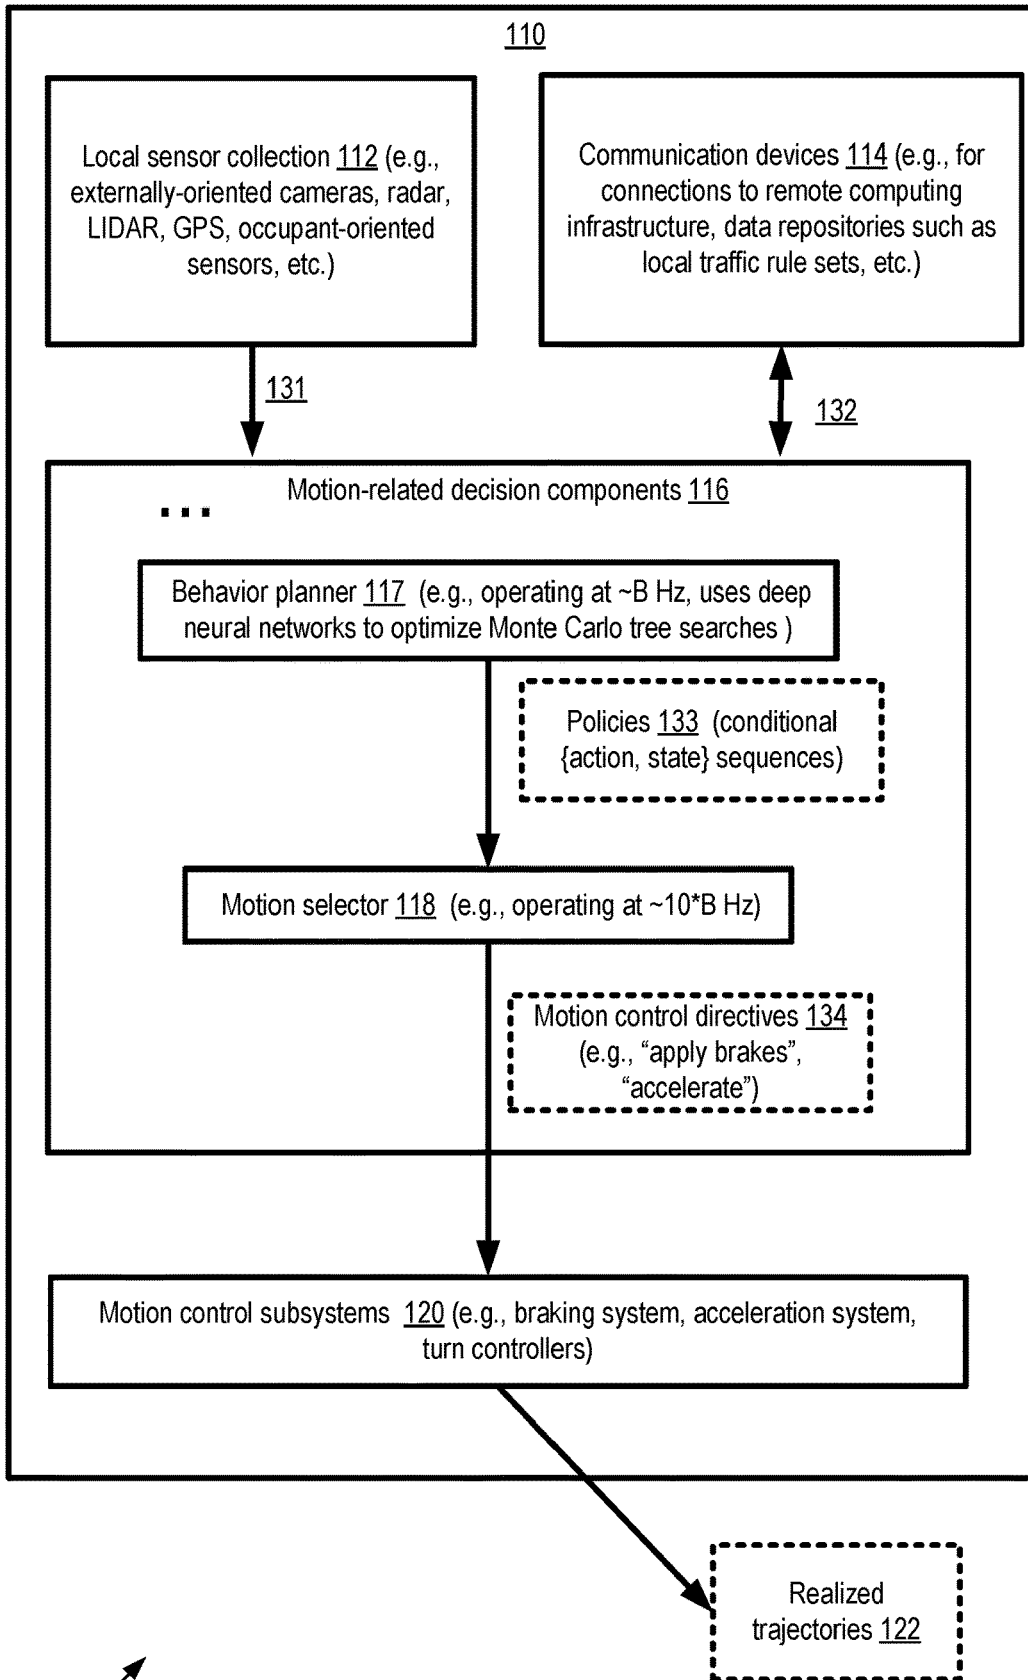 110
Local sensor collection 112 (e.g.,
externally-oriented cameras, radar,
LIDAR, GPS, occupant-oriented
sensors, etc.)
Communication devices 114 (e.g., for
connections to remote computing
infrastructure, data repositories such as
local traffic rule sets, etc.)
131
132
Motion-related decision components 116
...
Behavior planner 117 (e.g., operating at ~B Hz, uses deep
neural networks to optimize Monte Carlo tree searches )
Policies 133 (conditional
{action, state} sequences)
Motion selector 118 (e.g., operating at ~10*B Hz)
Motion control directives 134
(e.g., “apply brakes”,
“accelerate”)
Motion control subsystems 120 (e.g., braking system, acceleration system,
turn controllers)
Realized
trajectories 122